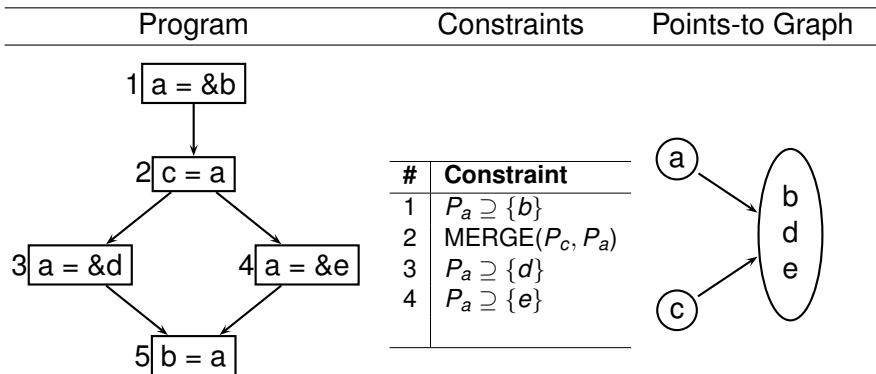 Program Constraints Points-to Graph
1 a = &b
2 c = a
3 a = &d
4 a = &e
5 b = a
# Constraint
1 Pₐ ⊇ {b}
2 MERGE(P_c, Pₐ)
3 Pₐ ⊇ {d}
4 Pₐ ⊇ {e}
a
c
b
d
e